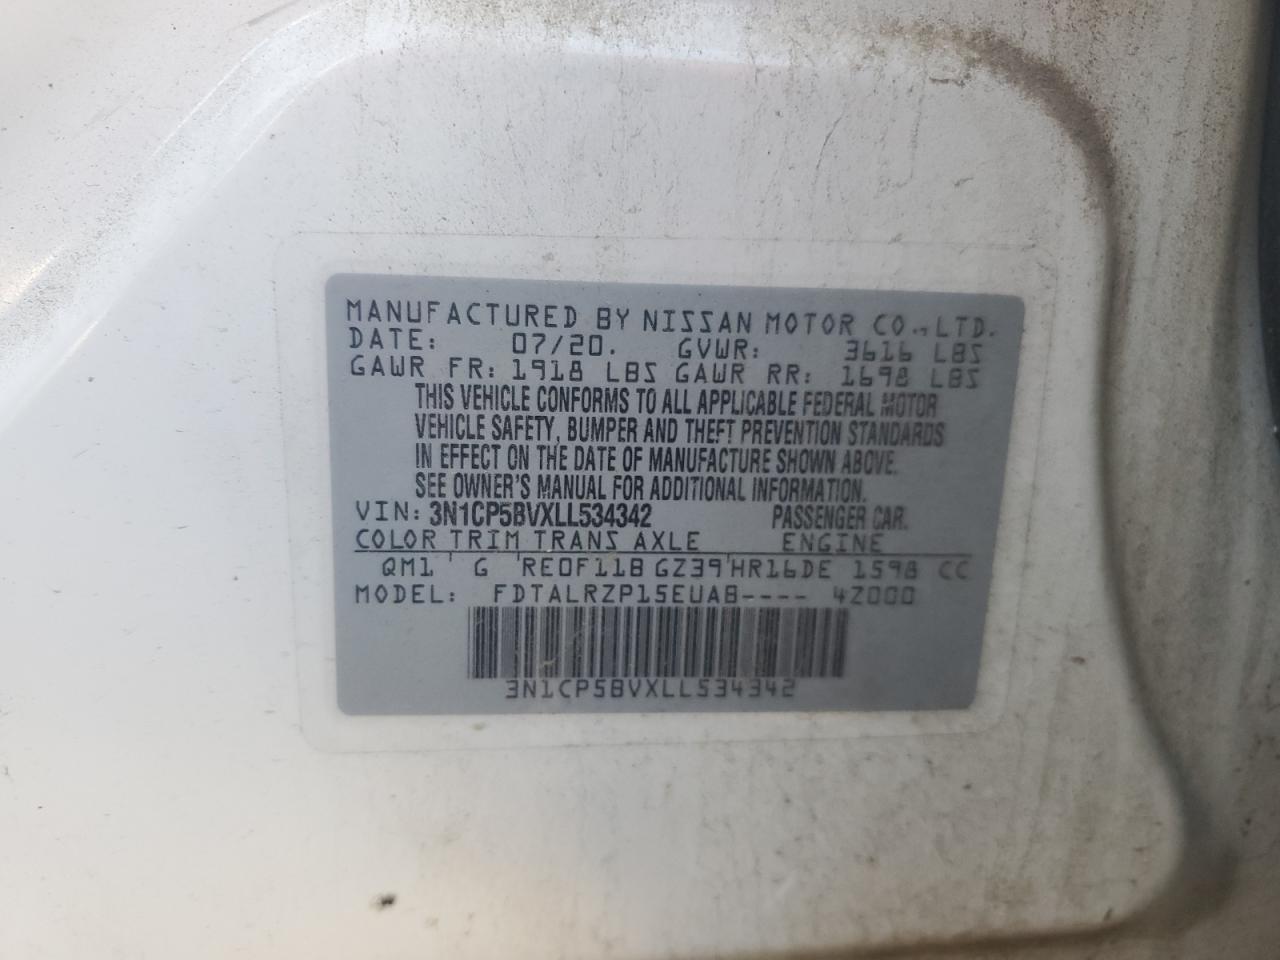 MANUFACTURED BY NISSAN MOTOR CO., LTD.
DATE: 07/20. GVWR: 3616 LBS
GAWR FR: 1918 LBS GAWR RR: 1698 LBS
THIS VEHICLE CONFORMS TO ALL APPLICABLE FEDERAL MOTOR
VEHICLE SAFETY, BUMPER AND THEFT PREVENTION STANDARDS
IN EFFECT ON THE DATE OF MANUFACTURE SHOWN ABOVE.
SEE OWNER'S MANUAL FOR ADDITIONAL INFORMATION.
VIN: 3N1CP5BVXLL534342 PASSENGER CAR.
COLOR TRIM TRANS AXLE ENGINE
QM1 ' G 'RE0F11B GZ39'HR16DE 1598 CC
MODEL: FDTALRZP15EUAB---- 4Z000
3N1CP5BVXLL534342